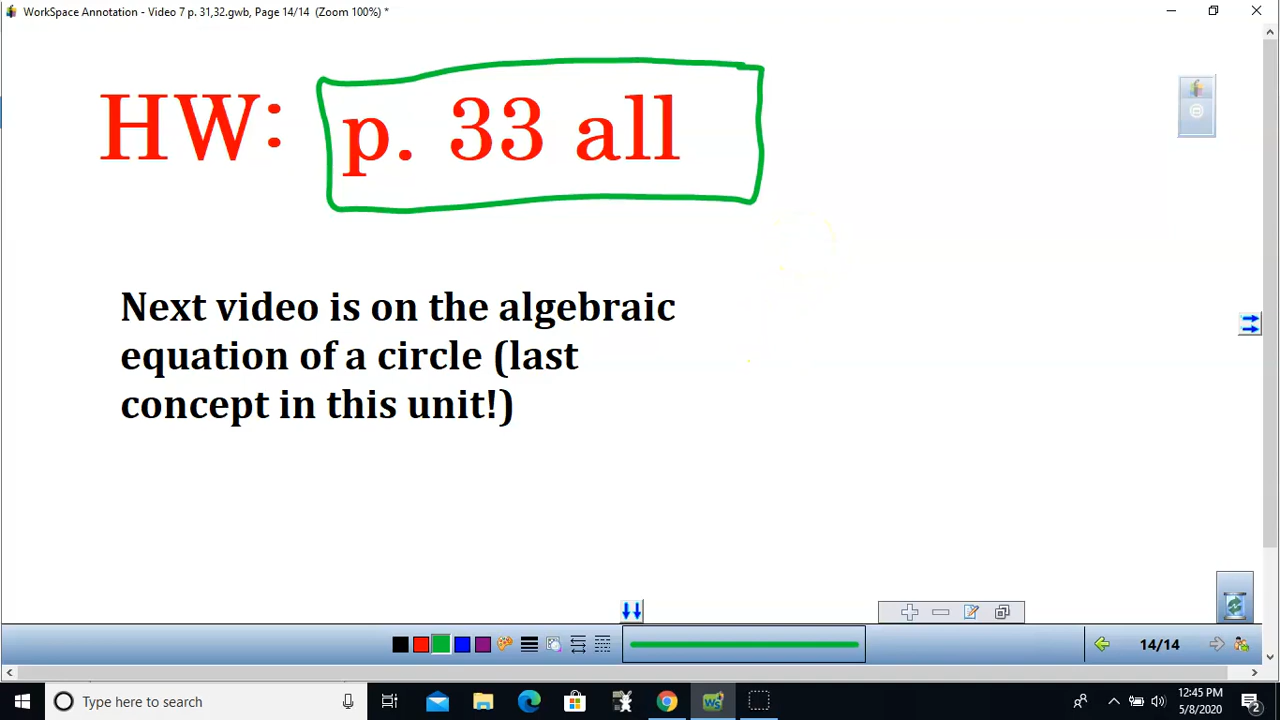 WorkSpace Annotation - Video 7 p. 31,32.gwb, Page 14/14 (Zoom 100%) *
HW: p. 33 all
Next video is on the algebraic
equation of a circle (last
concept in this unit!)
14/14
Type here to search
WS
12:45 PM
5/8/2020
2